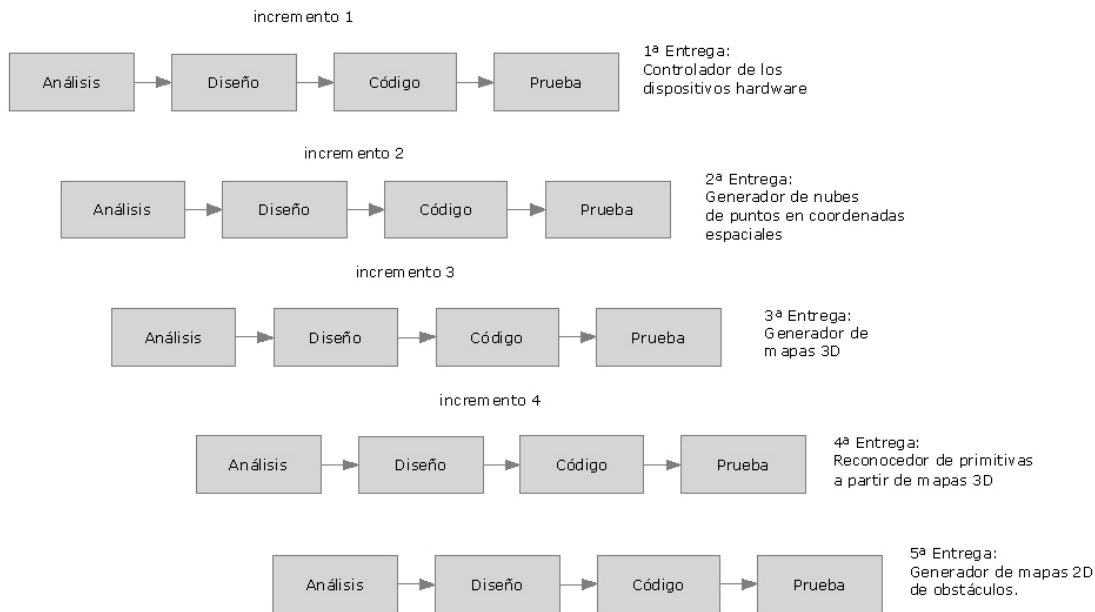 incremento 1
Análisis
Diseño
Código
Prueba
1ª Entrega:
Controlador de los
dispositivos hardware
incremento 2
Análisis
Diseño
Código
Prueba
2ª Entrega:
Generador de nubes
de puntos en coordenadas
espaciales
incremento 3
Análisis
Diseño
Código
Prueba
3ª Entrega:
Generador de
mapas 3D
incremento 4
Análisis
Diseño
Código
Prueba
4ª Entrega:
Reconocedor de primitivas
a partir de mapas 3D
Análisis
Diseño
Código
Prueba
5ª Entrega:
Generador de mapas 2D
de obstáculos.